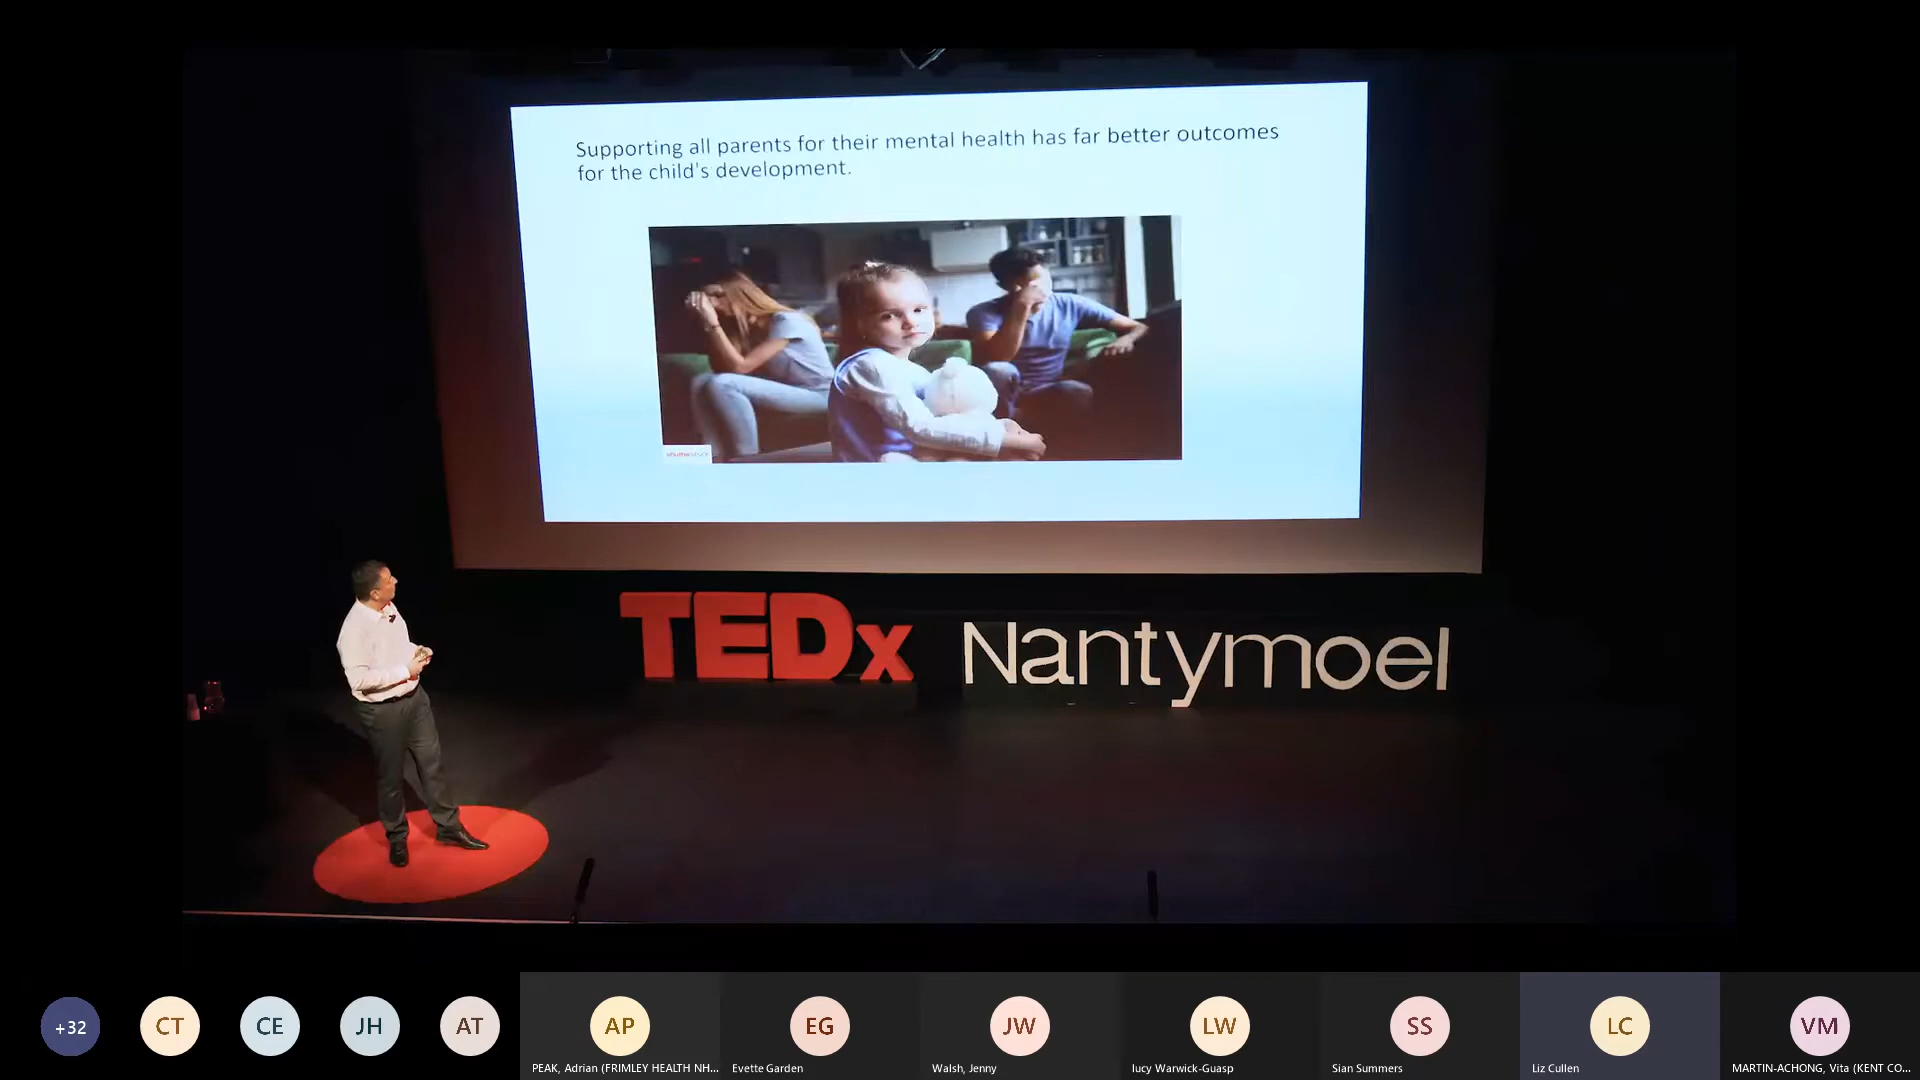 Supporting all parents for their mental health has far better outcomes
for the child's development.
shutterstock
TEDx Nantymoel
+32
CT
CE
JH
AT
AP
EG
JW
LW
SS
LC
VM
PEAK, Adrian (FRIMLEY HEALTH NH...
Evette Garden
Walsh, Jenny
lucy Warwick-Guasp
Sian Summers
Liz Cullen
MARTIN-ACHONG, Vita (KENT CO...